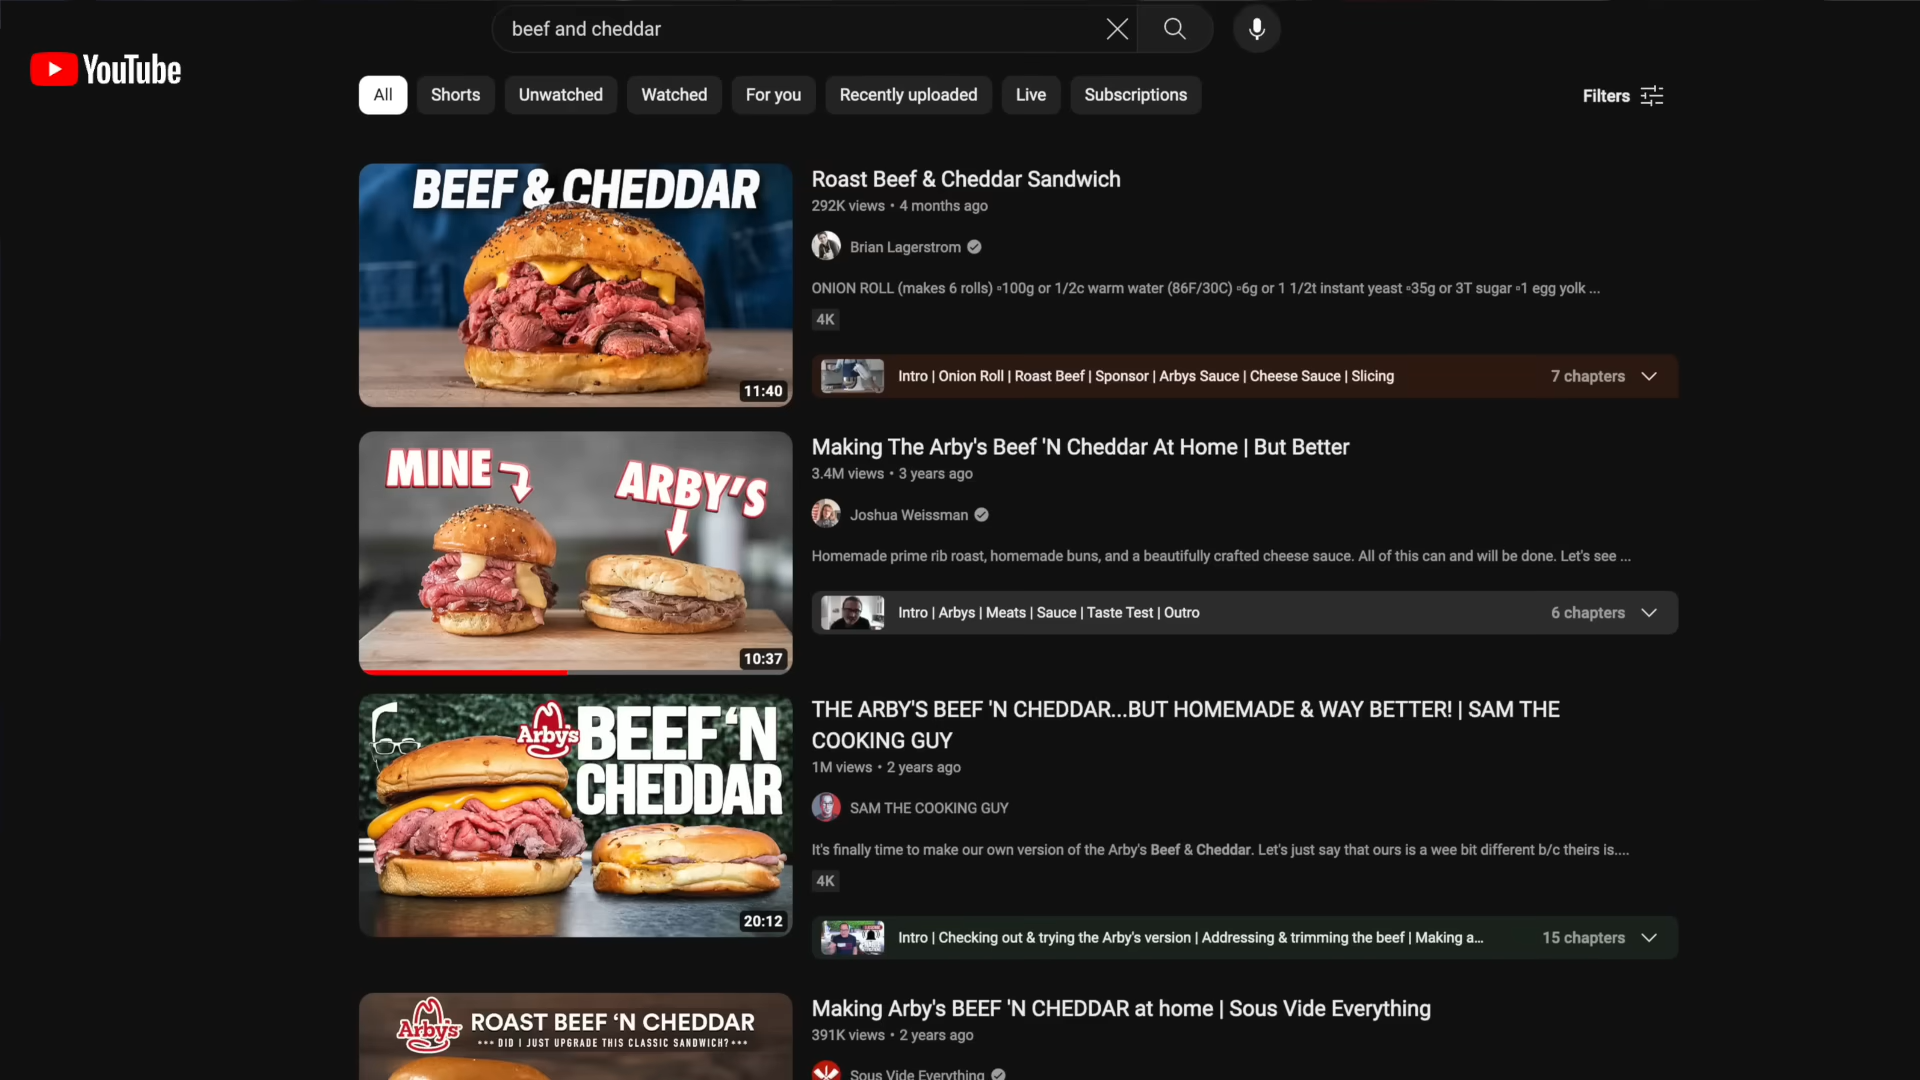 beef and cheddar
YouTube
All
Shorts
Unwatched
Watched
For you
Recently uploaded
Live
Subscriptions
Filters
BEEF & CHEDDAR
11:40
Roast Beef & Cheddar Sandwich
292K views • 4 months ago
Brian Lagerstrom
ONION ROLL (makes 6 rolls) ▫100g or 1/2c warm water (86F/30C) ▫6g or 1 1/2t instant yeast ▫35g or 3T sugar ▫1 egg yolk ...
4K
Intro | Onion Roll | Roast Beef | Sponsor | Arbys Sauce | Cheese Sauce | Slicing
7 chapters
MINE
ARBY'S
10:37
Making The Arby's Beef 'N Cheddar At Home | But Better
3.4M views • 3 years ago
Joshua Weissman
Homemade prime rib roast, homemade buns, and a beautifully crafted cheese sauce. All of this can and will be done. Let's see ...
Intro | Arbys | Meats | Sauce | Taste Test | Outro
6 chapters
Arby's
BEEF 'N
CHEDDAR
20:12
THE ARBY'S BEEF 'N CHEDDAR...BUT HOMEMADE & WAY BETTER! | SAM THE
COOKING GUY
1M views • 2 years ago
SAM THE COOKING GUY
It's finally time to make our own version of the Arby's Beef & Cheddar. Let's just say that ours is a wee bit different b/c theirs is....
4K
Intro | Checking out & trying the Arby's version | Addressing & trimming the beef | Making a...
15 chapters
Arby's
ROAST BEEF 'N CHEDDAR
••• DID I JUST UPGRADE THIS CLASSIC SANDWICH? •••
Making Arby's BEEF 'N CHEDDAR at home | Sous Vide Everything
391K views • 2 years ago
Sous Vide Everything